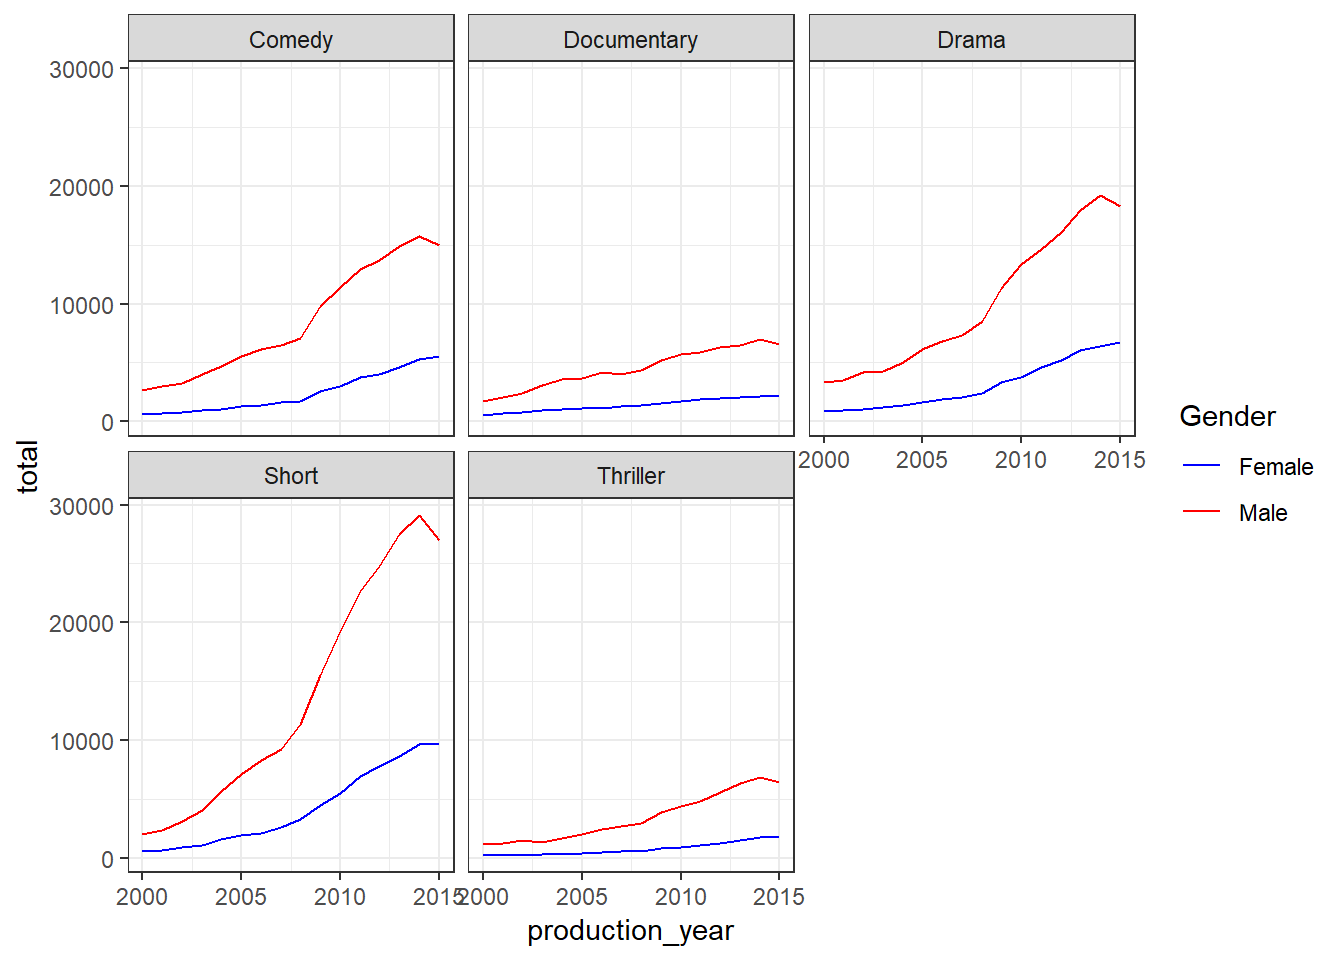 Comedy Documentary Drama
30000
20000
10000
0
2000 2005 2010 2015
total
Short Thriller
30000
20000
10000
0
2000 2005 2010 2015 2000 2005 2010 2015
production_year
Gender
Female
Male